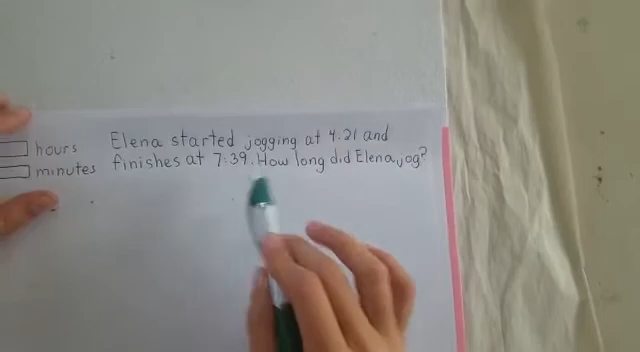 hours
minutes
Elena started jogging at 4:21 and
finishes at 7:39. How long did Elena jog?